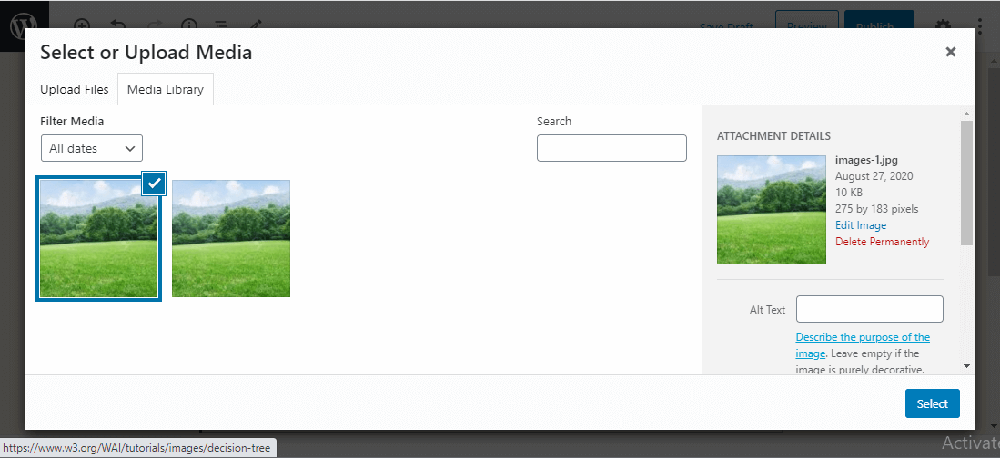 Save Draft
Preview
Publish...
Select or Upload Media
Upload Files
Media Library
Filter Media
All dates
Search
ATTACHMENT DETAILS
images-1.jpg
August 27, 2020
10 KB
275 by 183 pixels
Edit Image
Delete Permanently
Alt Text
Describe the purpose of the
image. Leave empty if the
image is purely decorative.
Select
https://www.w3.org/WAI/tutorials/images/decision-tree
Activate